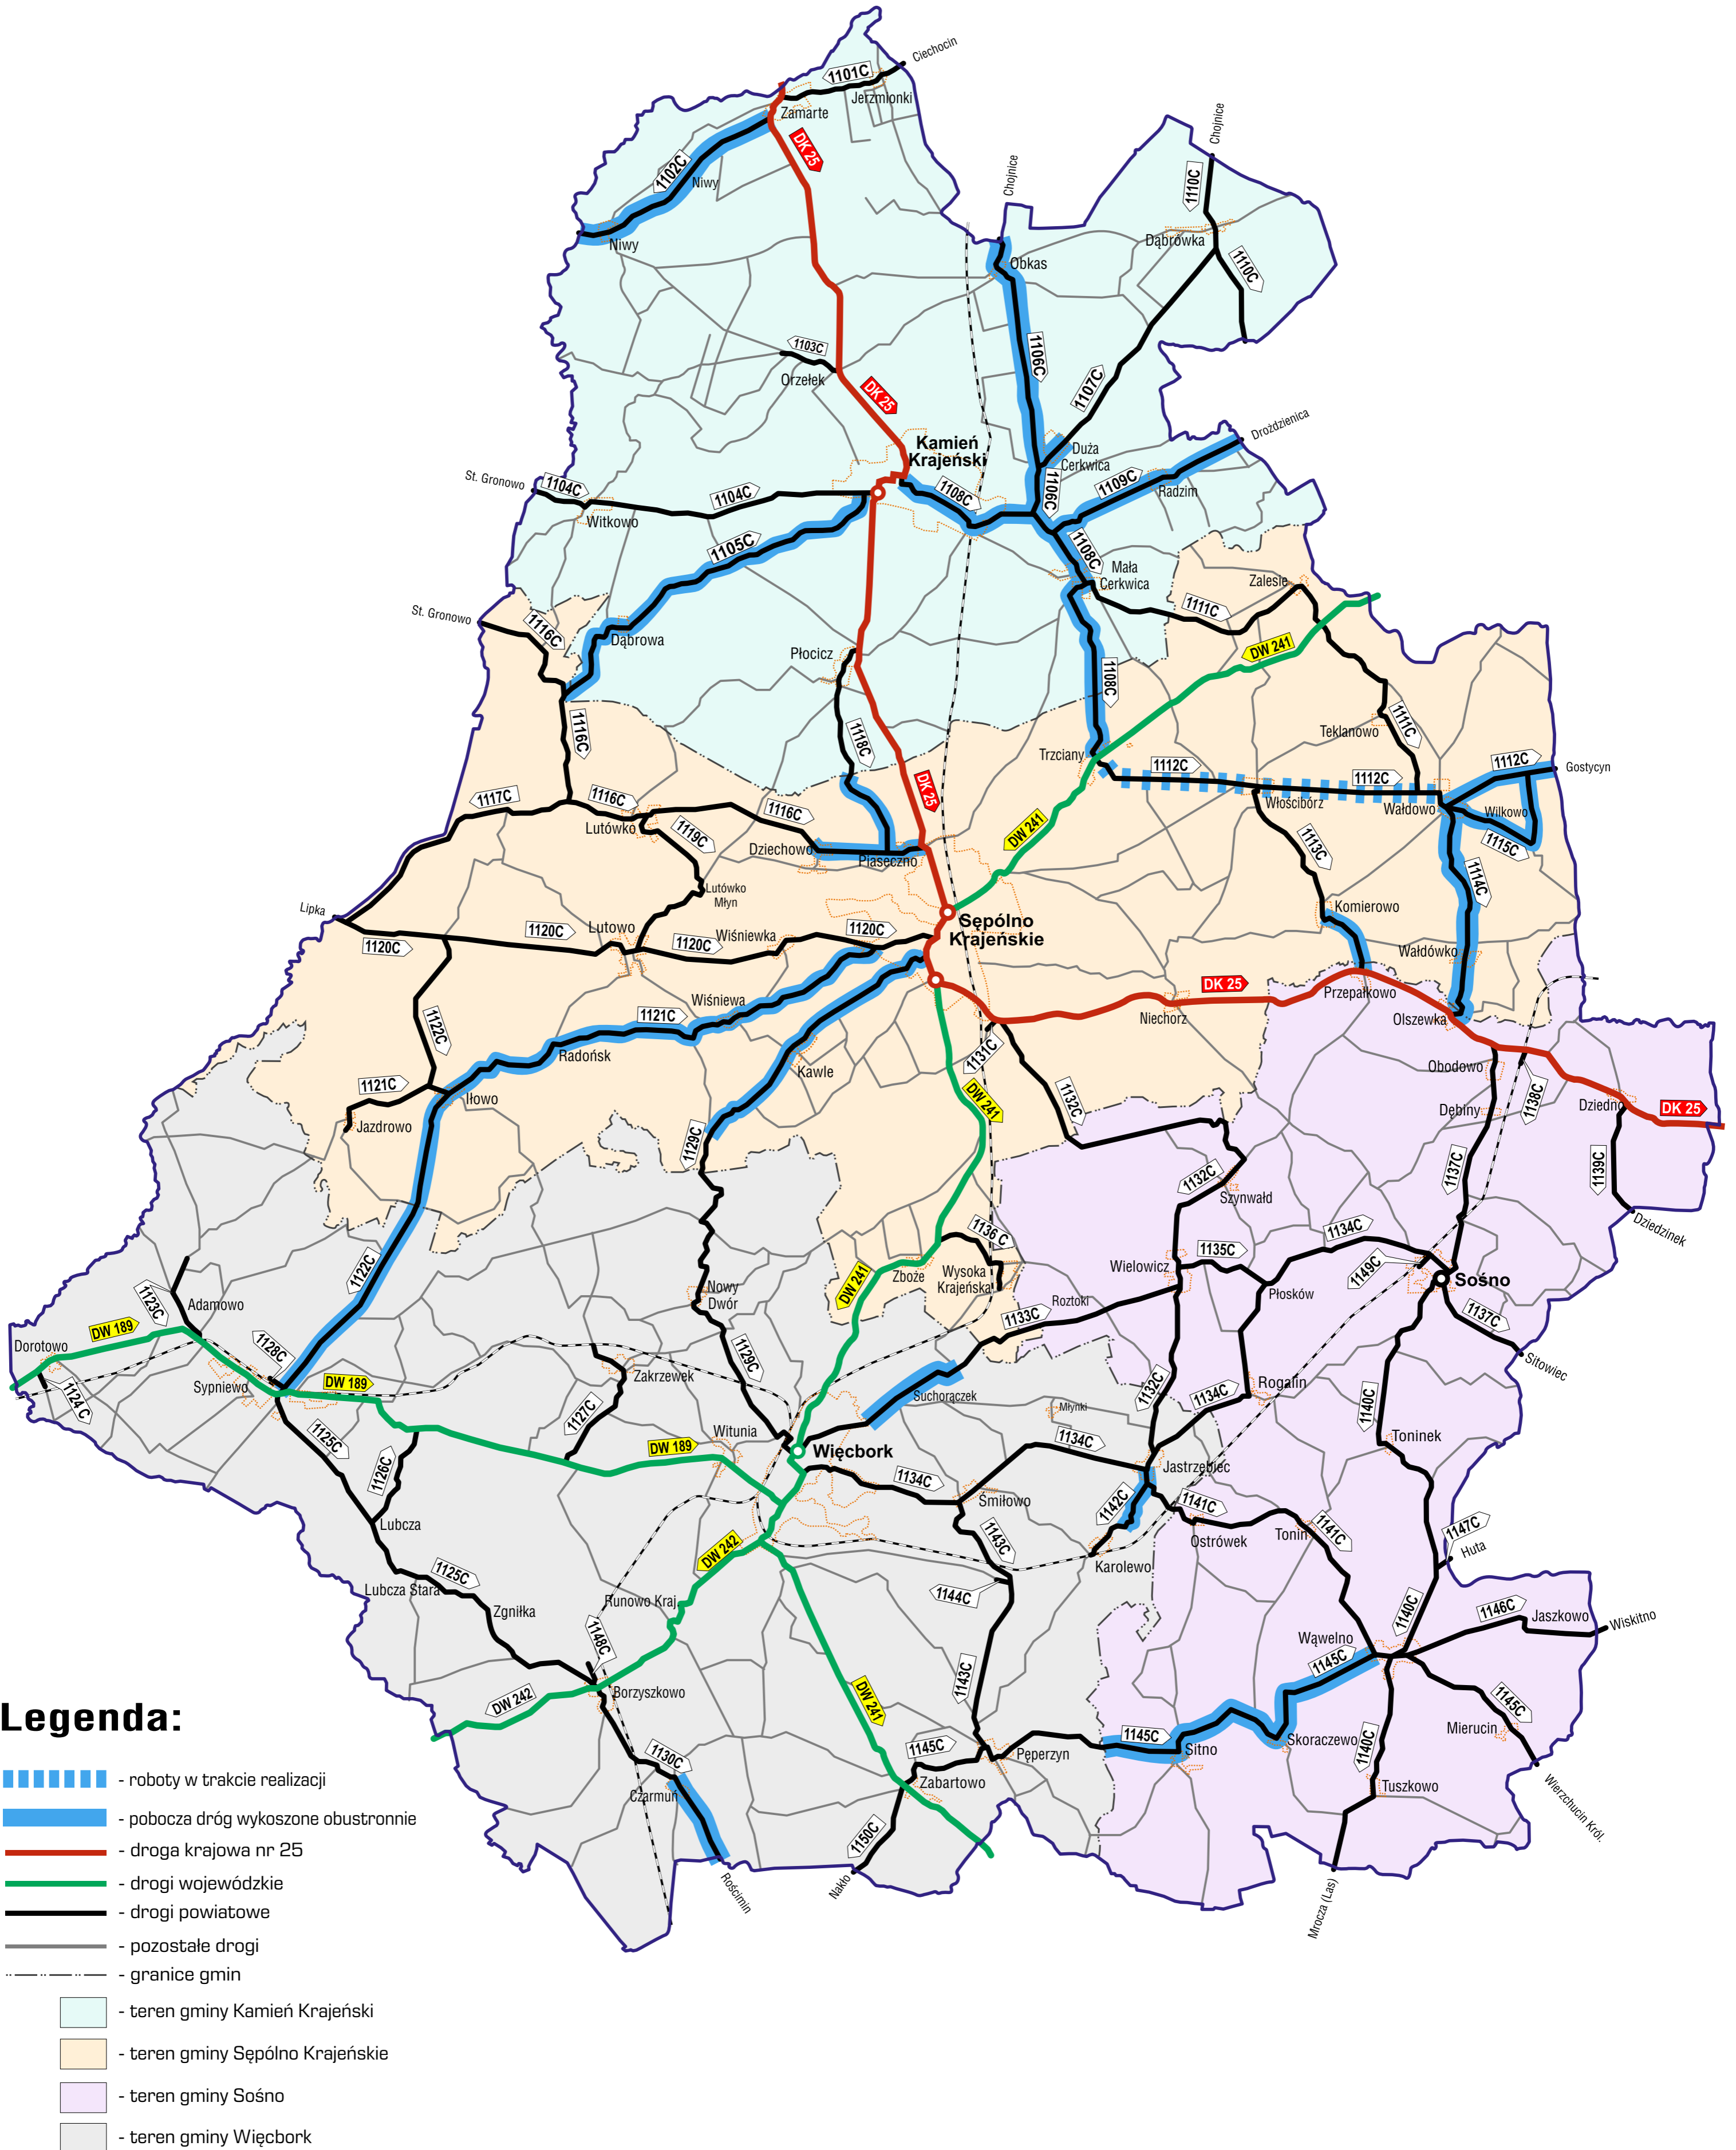 Ciechocin
1101C
Jerzmionki
Zamarte
DK 25
1102C
Niwy
Niwy
Chojnice
Chojnice
1110C
Dąbrówka
1110C
Obkas
1106C
1103C
Orzełek
DK 25
1107C
Kamień
Krajeński
Duża
Cerkwica
Drożdzienica
St. Gronowo
1104C
1104C
Witkowo
1108C
1106C
1109C
Radzim
1105C
1108C
Mała
Cerkwica
Zalesie
St. Gronowo
1116C
Dąbrowa
1111C
DW 241
Płocicz
1108C
1116C
1118C
Teklanowo
1111C
Trzciany
1112C
1112C
1112C
Gostycyn
DK 25
1117C
1116C
1116C
Lutówko
1119C
Włościbórz
Wałdowo
Wilkowo
DW 241
Dziechowo
Piaseczno
1113C
1115C
1114C
Lutówko
Młyn
Lipka
Komierowo
1120C
1120C
Lutowo
1120C
Wiśniewka
1120C
Sępólno
Krajeńskie
Wałdówko
Wiśniewa
1121C
Niechorz
DK 25
Przepałkowo
Olszewka
1122C
Radońsk
Kawle
1131C
Obodowo
1121C
Iłowo
Jazdrowo
DW 241
1132C
Dębiny
1138C
Dziedno
DK 25
1129C
1132C
Szynwałd
1137C
1139C
Dziedzinek
1136 C
1134C
1122C
1135C
Wielowicz
1149C
Sośno
Zboże
Wysoka
Krajeńska
DW 241
Nowy
Dwór
Płosków
1123C
Adamowo
Roztoki
1133C
1137C
DW 189
Dorotowo
1128C
1129C
Sitowiec
1124 C
Sypniewo
DW 189
Zakrzewek
Suchorączek
1132C
Rogalin
1134C
1127C
Młynki
1140C
1125C
Witunia
DW 189
Więcbork
1134C
Toninek
1126C
1134C
Jastrzębiec
Śmiłowo
1142C
1141C
Lubcza
1143C
Ostrówek
Tonin
1141C
1147C
Huta
DW 242
Karolewo
1125C
Lubcza Stara
1144C
Zgniłka
Runowo Kraj.
1140C
1146C
Jaszkowo
Wiskitno
1148C
Wąwelno
1145C
1143C
Borzyszkowo
DW 242
DW 241
1145C
Mierucin
1145C
Sitno
Skoraczewo
1140C
1130C
1145C
Pęperzyn
Czarmuń
Zabartowo
Tuszkowo
Wierzchucin Król.
1150C
Rościmin
Nakło
Mrocza (Las)
Legenda:
- roboty w trakcie realizacji
- pobocza dróg wykoszone obustronnie
- droga krajowa nr 25
- drogi wojewódzkie
- drogi powiatowe
- pozostałe drogi
- granice gmin
- teren gminy Kamień Krajeński
- teren gminy Sępólno Krajeńskie
- teren gminy Sośno
- teren gminy Więcbork